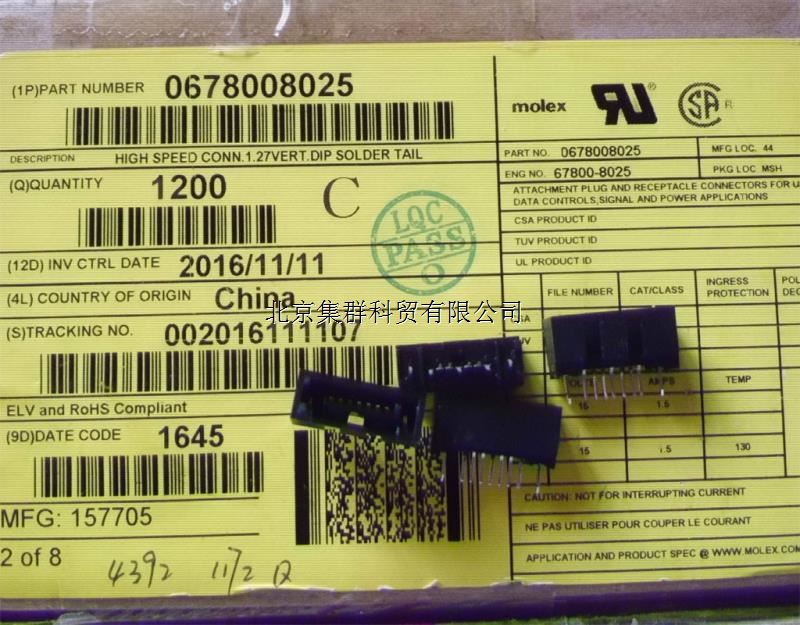 (1P)PART NUMBER 0678008025
DESCRIPTION HIGH SPEED CONN.1.27VERT.DIP SOLDER TAIL
(Q)QUANTITY 1200 C
LQC
PASS
(12D) INV CTRL DATE 2016/11/11
(4L) COUNTRY OF ORIGIN China
北京集群科贸有限公司
(S)TRACKING NO. 002016111107
ELV and RoHS Compliant
(9D)DATE CODE 1645
MFG: 157705
2 of 8
4392 11/2
molex
PART NO. 0678008025 MFG LOC. 44
ENG NO. 67800-8025 PKG LOC MSH
ATTACHMENT PLUG AND RECEPTACLE CONNECTORS FOR U
DATA CONTROLS,SIGNAL AND POWER APPLICATIONS
CSA PRODUCT ID
TUV PRODUCT ID
UL PRODUCT ID
FILE NUMBER CAT/CLASS INGRESS
PROTECTION
AMPS TEMP
15 1.5
15 1.5 130
CAUTION: NOT FOR INTERRUPTING CURRENT
NE PAS UTILISER POUR COUPER LE COURANT
APPLICATION AND PRODUCT SPEC @ WWW.MOLEX.COM